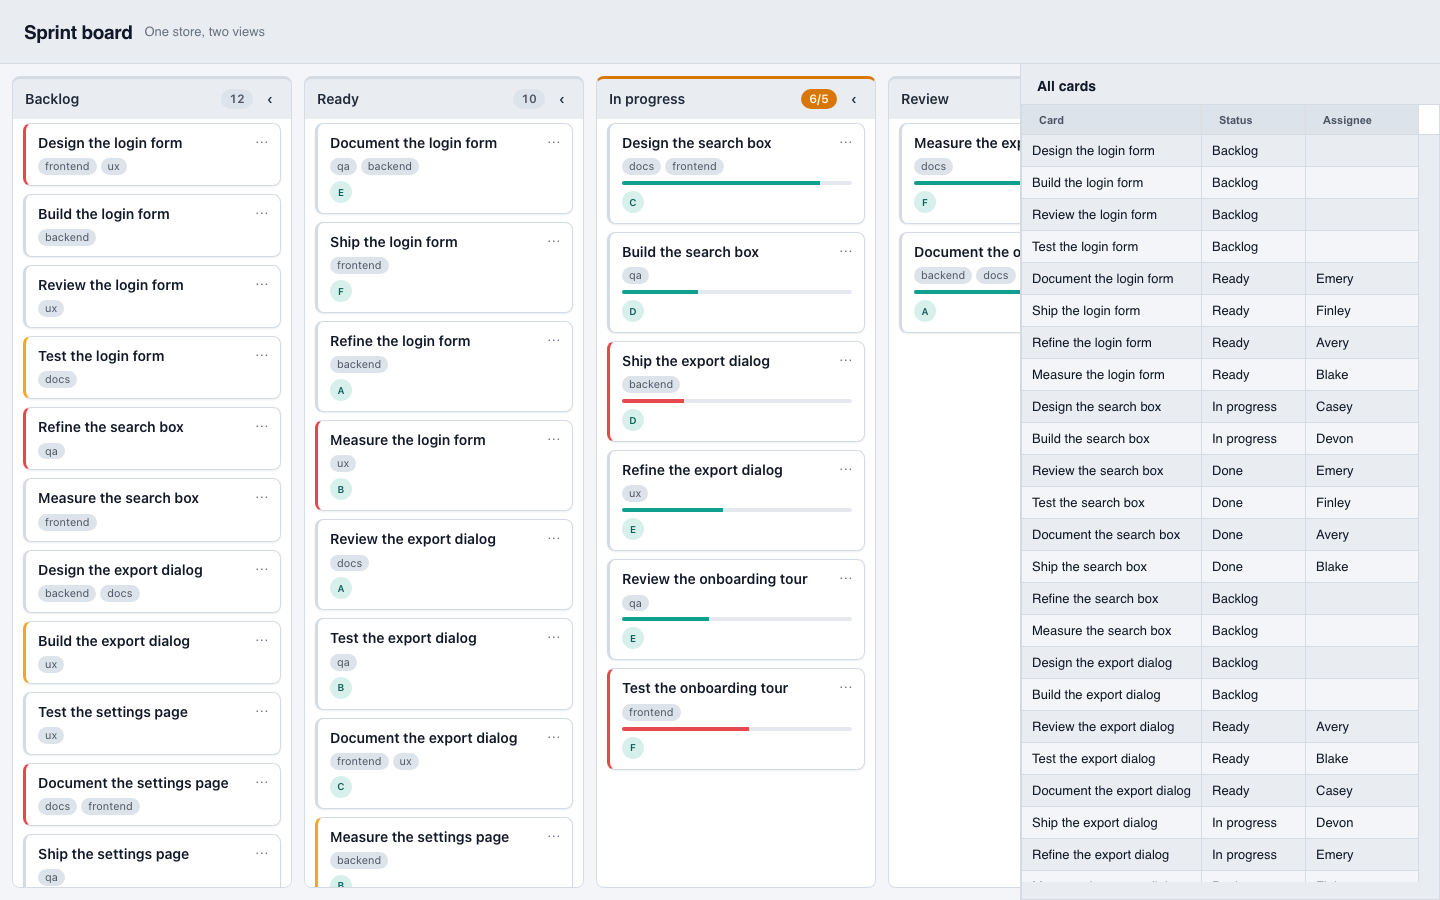 Sprint board One store, two views
Backlog 12 ‹
Design the login form ···
frontend ux
Build the login form ···
backend
Review the login form ···
ux
Test the login form ···
docs
Refine the search box ···
qa
Measure the search box ···
frontend
Design the export dialog ···
backend docs
Build the export dialog ···
ux
Test the settings page ···
ux
Document the settings page ···
docs frontend
Ship the settings page ···
qa
Ready 10 ‹
Document the login form ···
qa backend
E
Ship the login form ···
frontend
F
Refine the login form ···
backend
A
Measure the login form ···
ux
B
Review the export dialog ···
docs
A
Test the export dialog ···
qa
B
Document the export dialog ···
frontend ux
C
Measure the settings page ···
backend
B
In progress 6/5 ‹
Design the search box ···
docs frontend
C
Build the search box ···
qa
D
Ship the export dialog ···
backend
D
Refine the export dialog ···
ux
E
Review the onboarding tour ···
qa
E
Test the onboarding tour ···
frontend
F
Review
Measure the exp
docs
F
Document the o
backend docs
A
All cards
Card Status Assignee
Design the login form Backlog
Build the login form Backlog
Review the login form Backlog
Test the login form Backlog
Document the login form Ready Emery
Ship the login form Ready Finley
Refine the login form Ready Avery
Measure the login form Ready Blake
Design the search box In progress Casey
Build the search box In progress Devon
Review the search box Done Emery
Test the search box Done Finley
Document the search box Done Avery
Ship the search box Done Blake
Refine the search box Backlog
Measure the search box Backlog
Design the export dialog Backlog
Build the export dialog Backlog
Review the export dialog Ready Avery
Test the export dialog Ready Blake
Document the export dialog Ready Casey
Ship the export dialog In progress Devon
Refine the export dialog In progress Emery